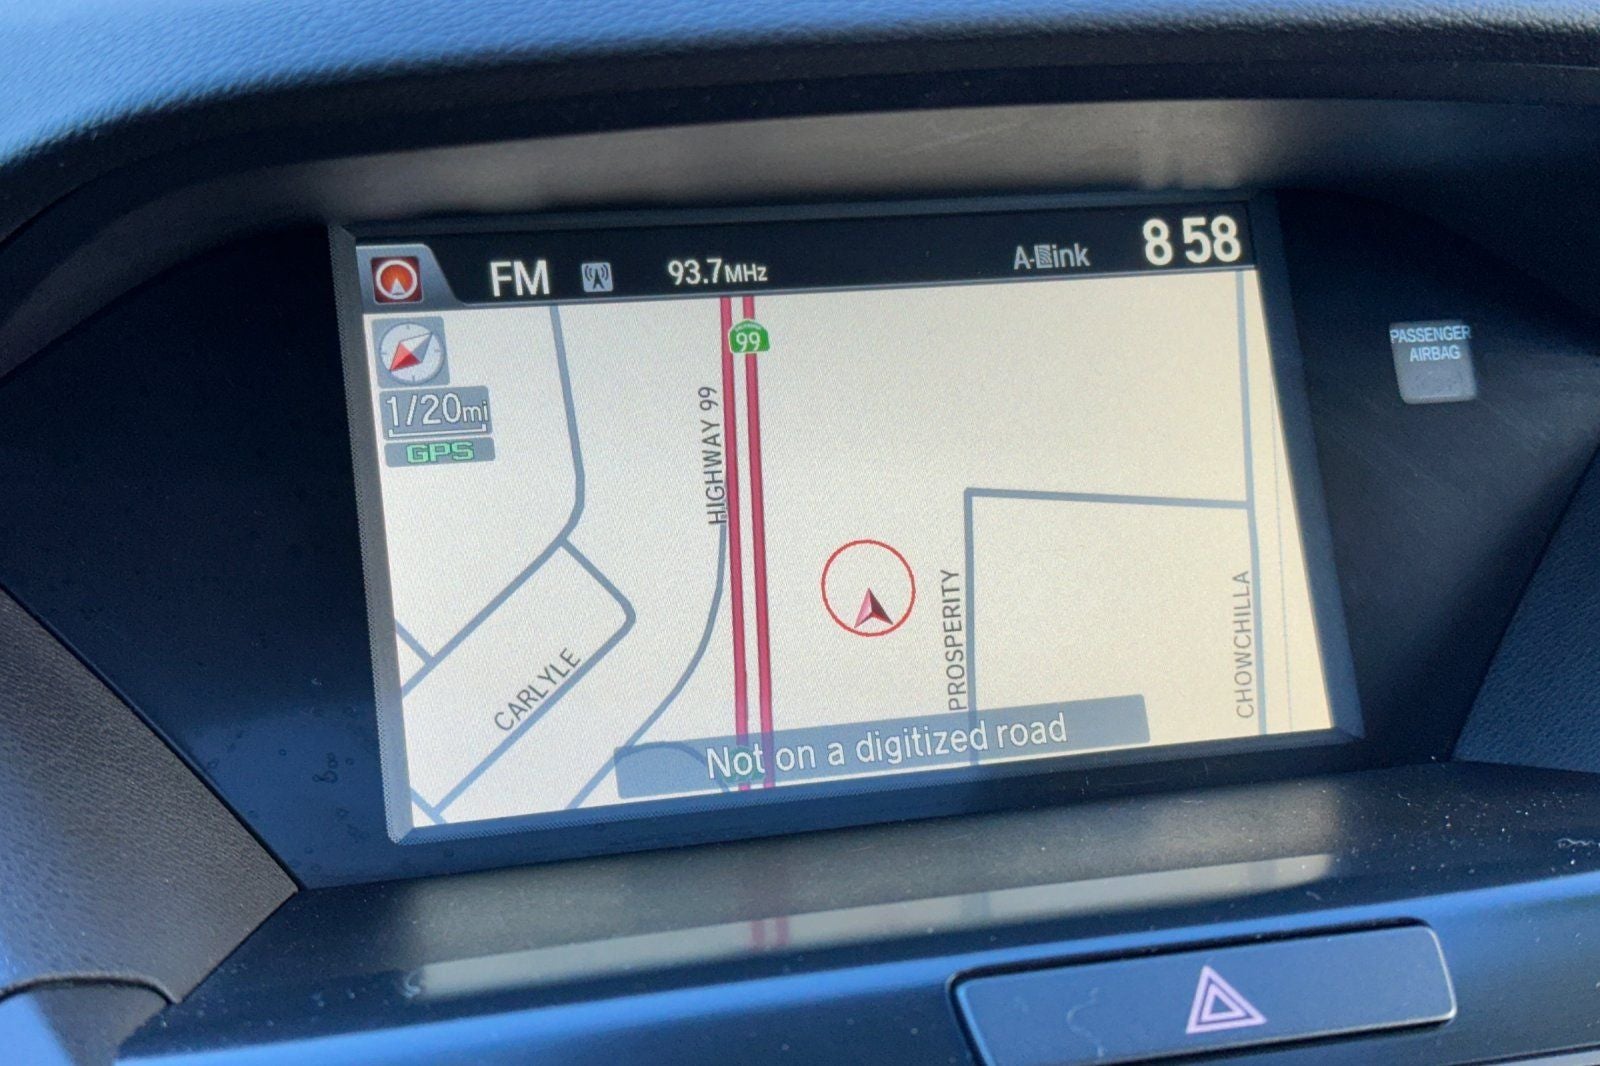 FM
93.7MHz
A-Link
8 58
1/20mi
GPS
99
HIGHWAY 99
PASSENGER
AIRBAG
PROSPERITY
CHOWCHILLA
CARLYLE
Not on a digitized road